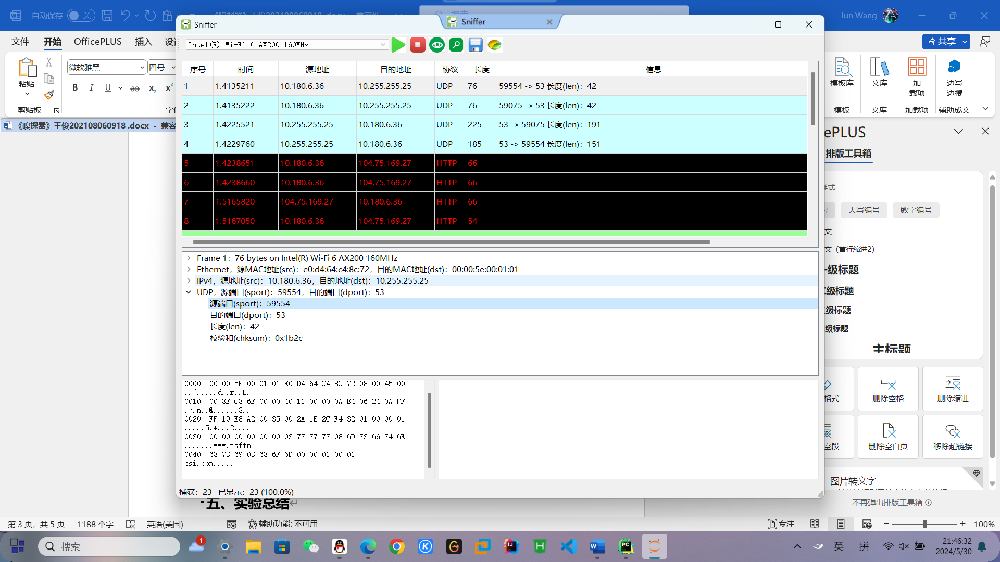 自动保存 关
搜索
Jun Wang
文件 开始 OfficePLUS 插入
共享
粘贴
剪贴板
微软雅黑 四号
B I U ab x₂ x²
模板库
模板
文库
文库
加
载项
加载项
边写
边搜
辅助成文
《嗅探器》王俊202108060918 .docx - 兼容
Sniffer
Sniffer
Intel(R) Wi-Fi 6 AX200 160MHz
序号 时间 源地址 目的地址 协议 长度 信息
1 1.4135211 10.180.6.36 10.255.255.25 UDP 76 59554 -> 53 长度(len)：42
2 1.4135222 10.180.6.36 10.255.255.25 UDP 76 59075 -> 53 长度(len)：42
3 1.4225521 10.255.255.25 10.180.6.36 UDP 225 53 -> 59075 长度(len)：191
4 1.4229760 10.255.255.25 10.180.6.36 UDP 185 53 -> 59554 长度(len)：151
5 1.4238651 10.180.6.36 104.75.169.27 HTTP 66
6 1.4238660 10.180.6.36 104.75.169.27 HTTP 66
7 1.5165820 104.75.169.27 10.180.6.36 HTTP 66
8 1.5167050 10.180.6.36 104.75.169.27 HTTP 54
Frame 1：76 bytes on Intel(R) Wi-Fi 6 AX200 160MHz
Ethernet，源MAC地址(src)：e0:d4:64:c4:8c:72，目的MAC地址(dst)：00:00:5e:00:01:01
IPv4，源地址(src)：10.180.6.36，目的地址(dst)：10.255.255.25
UDP，源端口(sport)：59554，目的端口(dport)：53
源端口(sport)：59554
目的端口(dport)：53
长度(len)：42
校验和(chksum)：0x1b2c
0000 00 00 5E 00 01 01 E0 D4 64 C4 8C 72 08 00 45 00
..^.....d..r..E.
0010 00 3E C3 6E 00 00 40 11 00 00 0A B4 06 24 0A FF
.>.n..@......$..
0020 FF 19 E8 A2 00 35 00 2A 1B 2C F4 32 01 00 00 01
.....5.*.,.2....
0030 00 00 00 00 00 00 03 77 77 77 08 6D 73 66 74 6E
.......www.msftn
0040 63 73 69 03 63 6F 6D 00 00 01 00 01
csi.com.....
捕获：23 已显示：23 (100.0%)
五、实验总结
ePLUS
排版工具箱
样式
大写编号 数字编号
文
文（首行缩进2）
一级标题
级标题
级标题
级标题
主标题
格式 删除空格 删除缩进
空段 删除空白页 移除超链接
图片转文字
不再弹出排版工具箱
第 3 页，共 5 页 1188 个字 英语(美国) 辅助功能: 不可用
专注 100%
搜索
1
英 拼
21:46:32
2024/5/30